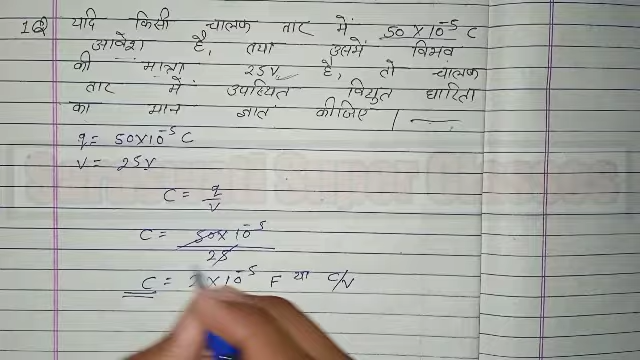 1Q यदि किसी चालक तार में 50 × 10⁻⁵ C
आवेश है, तथा उसमें विभव
की मात्रा 25V है, तो चालक
तार में उपस्थित विद्युत धारिता
का मान ज्ञात कीजिए।
q = 50×10⁻⁵ C
V = 25V
C = q/V
C = 50×10⁻⁵/25
C = 2×10⁻⁵ F या C/V